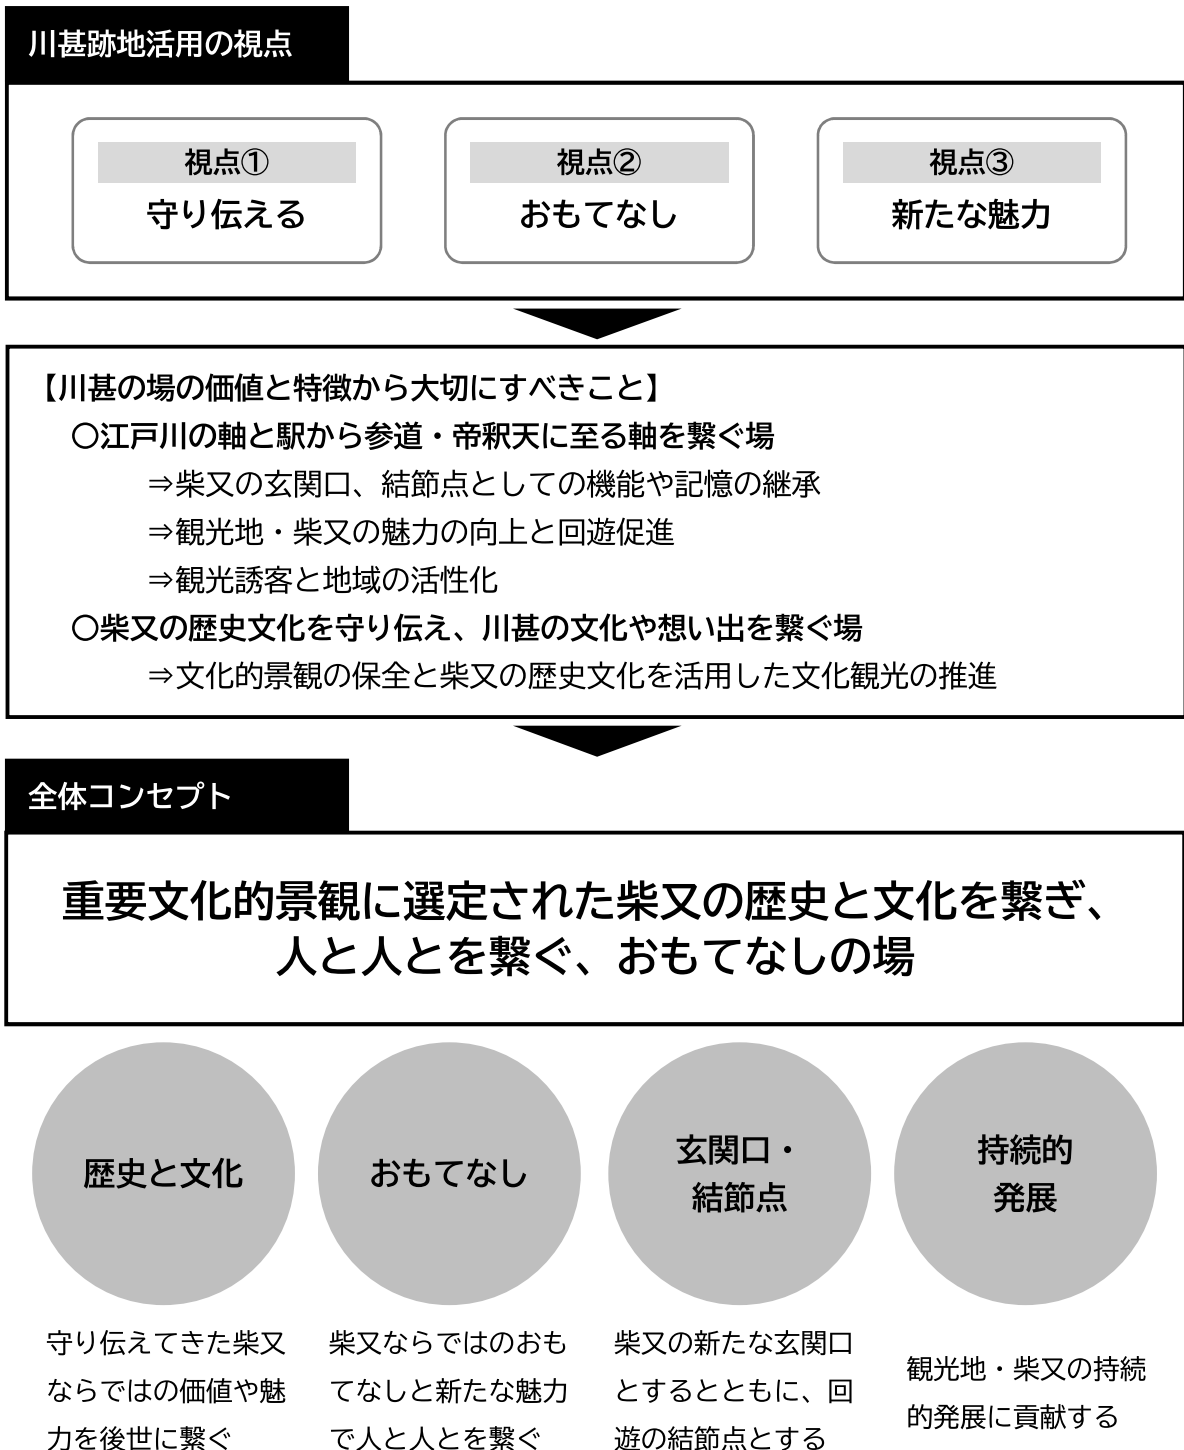 川甚跡地活用の視点
視点①
守り伝える
視点②
おもてなし
視点③
新たな魅力
【川甚の場の価値と特徴から大切にすべきこと】
〇江戸川の軸と駅から参道・帝釈天に至る軸を繋ぐ場
⇒柴又の玄関口、結節点としての機能や記憶の継承
⇒観光地・柴又の魅力の向上と回遊促進
⇒観光誘客と地域の活性化
〇柴又の歴史文化を守り伝え、川甚の文化や想い出を繋ぐ場
⇒文化的景観の保全と柴又の歴史文化を活用した文化観光の推進
全体コンセプト
重要文化的景観に選定された柴又の歴史と文化を繋ぎ、
人と人とを繋ぐ、おもてなしの場
歴史と文化
守り伝えてきた柴又
ならではの価値や魅
力を後世に繋ぐ
おもてなし
柴又ならではのおも
てなしと新たな魅力
で人と人とを繋ぐ
玄関口・
結節点
柴又の新たな玄関口
とするとともに、回
遊の結節点とする
持続的
発展
観光地・柴又の持続
的発展に貢献する